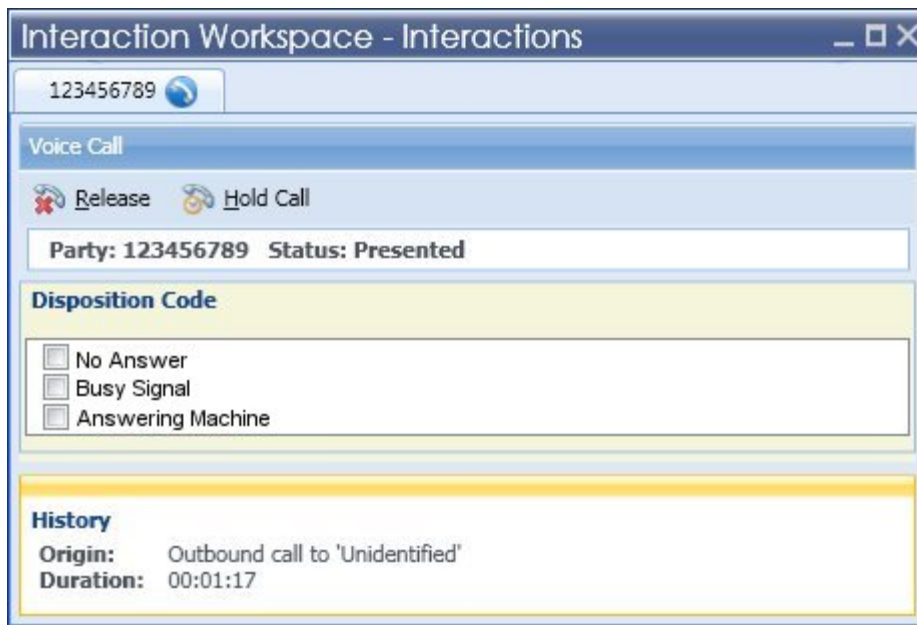 Interaction Workspace - Interactions
123456789
Voice Call
Release Hold Call
Party: 123456789 Status: Presented
Disposition Code
No Answer
Busy Signal
Answering Machine
History
Origin: Outbound call to 'Unidentified'
Duration: 00:01:17